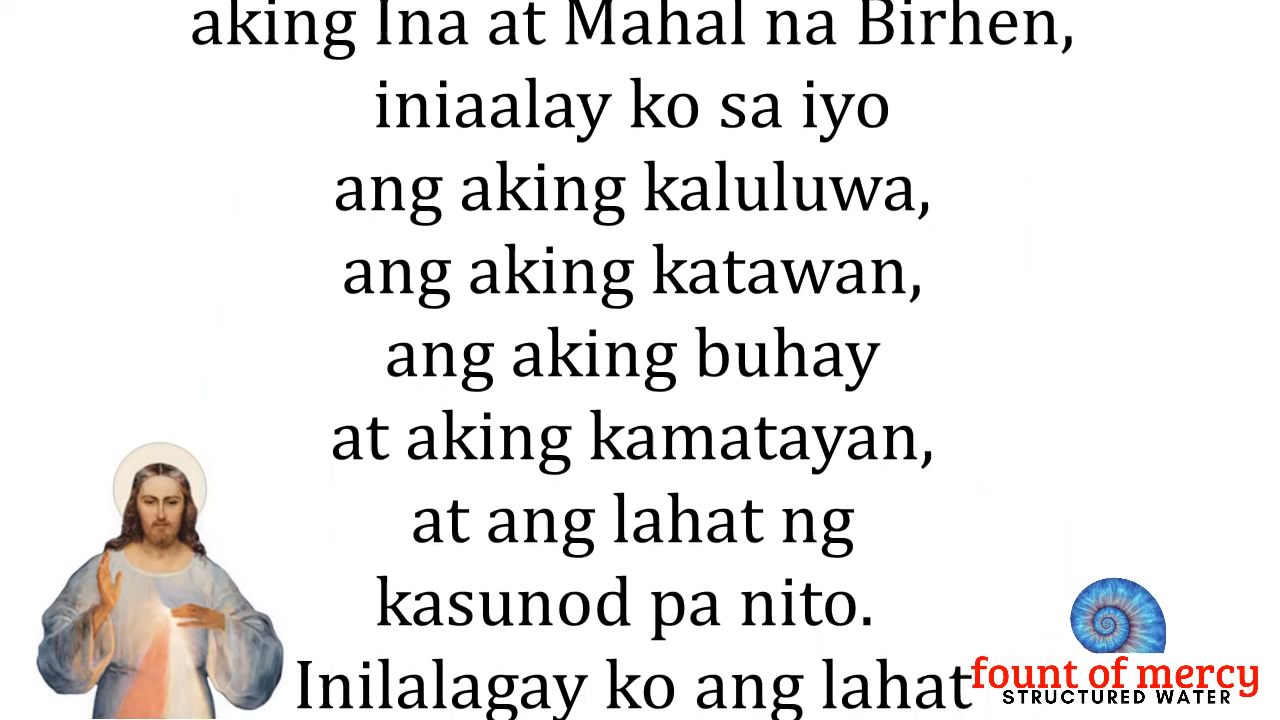 aking Ina at Mahal na Birhen,
iniaalay ko sa iyo
ang aking kaluluwa,
ang aking katawan,
ang aking buhay
at aking kamatayan,
at ang lahat ng
kasunod pa nito.
Inilalagay ko ang lahat
fount of mercy
STRUCTURED WATER